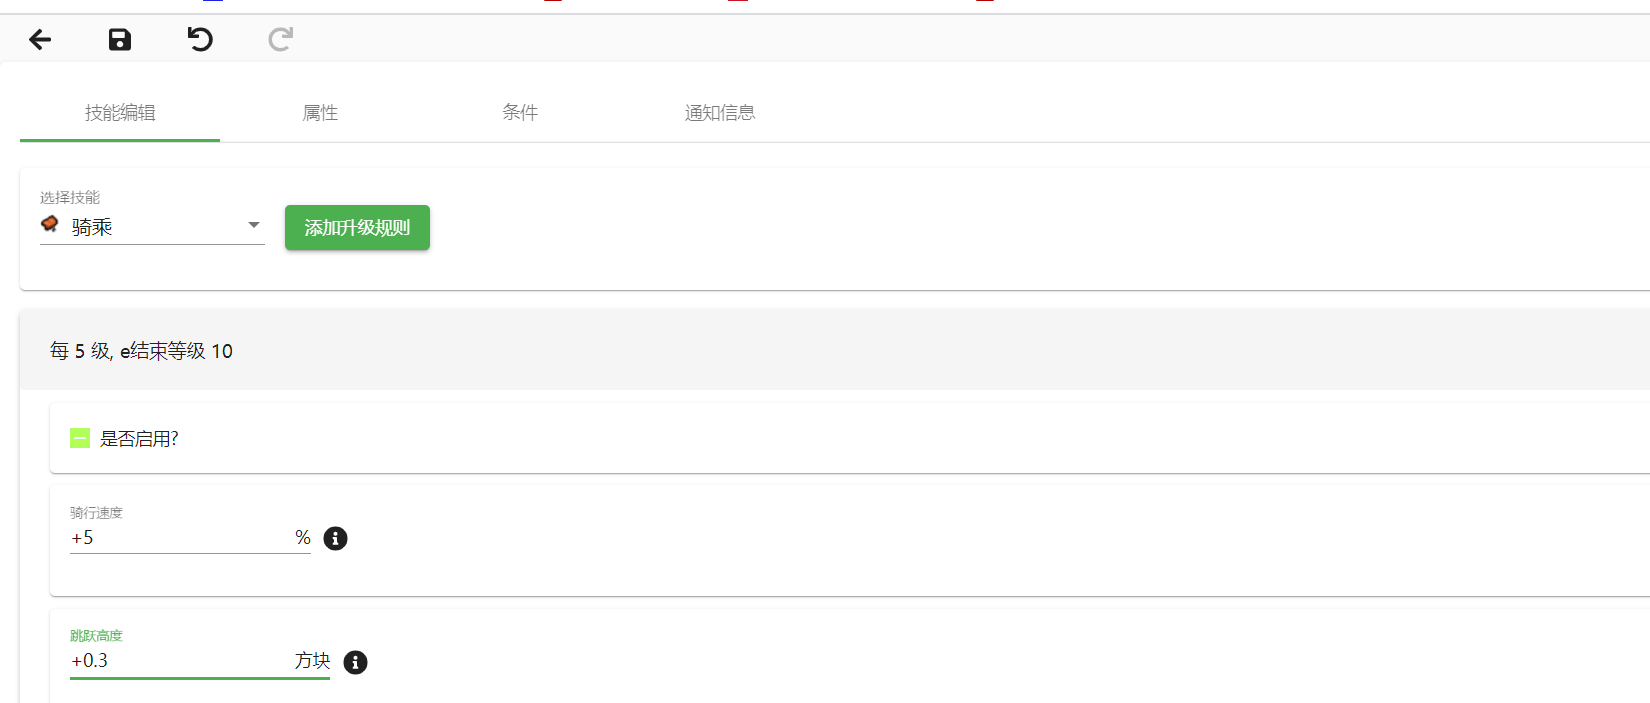 技能编辑
属性
条件
通知信息
选择技能
骑乘
添加升级规则
每 5 级, e结束等级 10
是否启用?
骑行速度
+5 %
跳跃高度
+0.3 方块